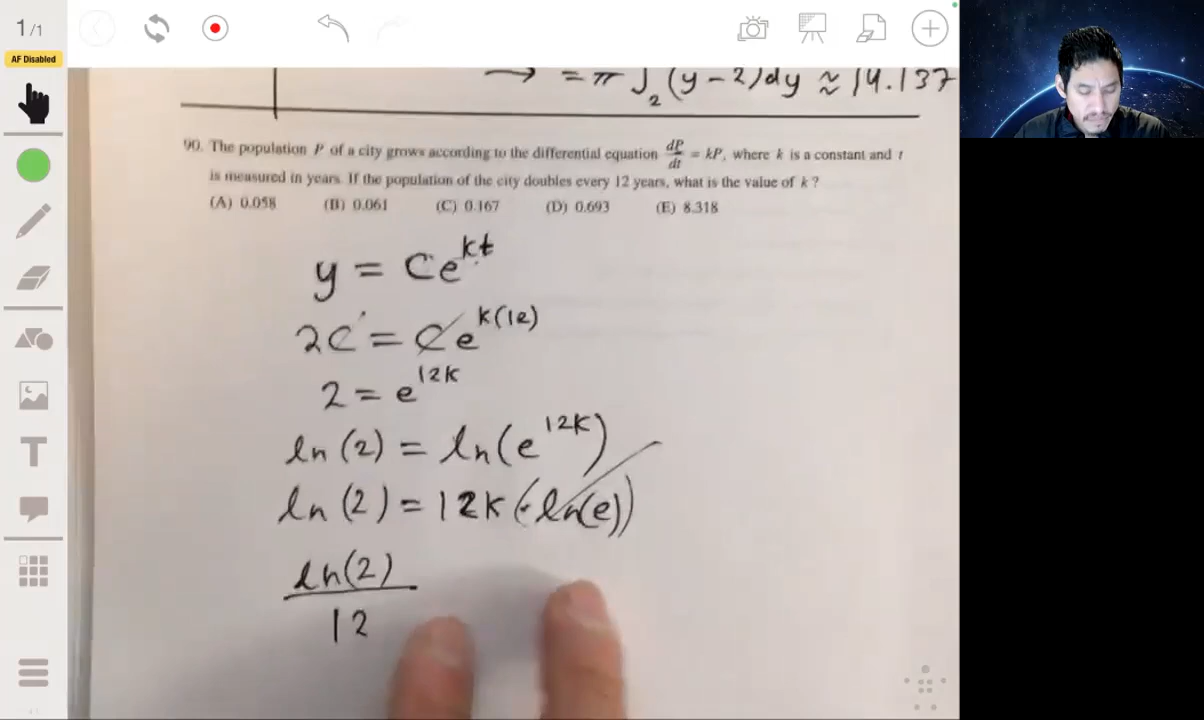 1/1
AF Disabled
→ = π ∫₂ (y - 2) dy ≈ 14.137
90. The population P of a city grows according to the differential equation dP/dt = kP, where k is a constant and t
is measured in years. If the population of the city doubles every 12 years, what is the value of k ?
(A) 0.058 (B) 0.061 (C) 0.167 (D) 0.693 (E) 8.318
y = Ce^kt
2C = Ce^k(12)
2 = e^12k
ln(2) = ln(e^12k)
ln(2) = 12k(·ln(e))
ln(2)
12
T